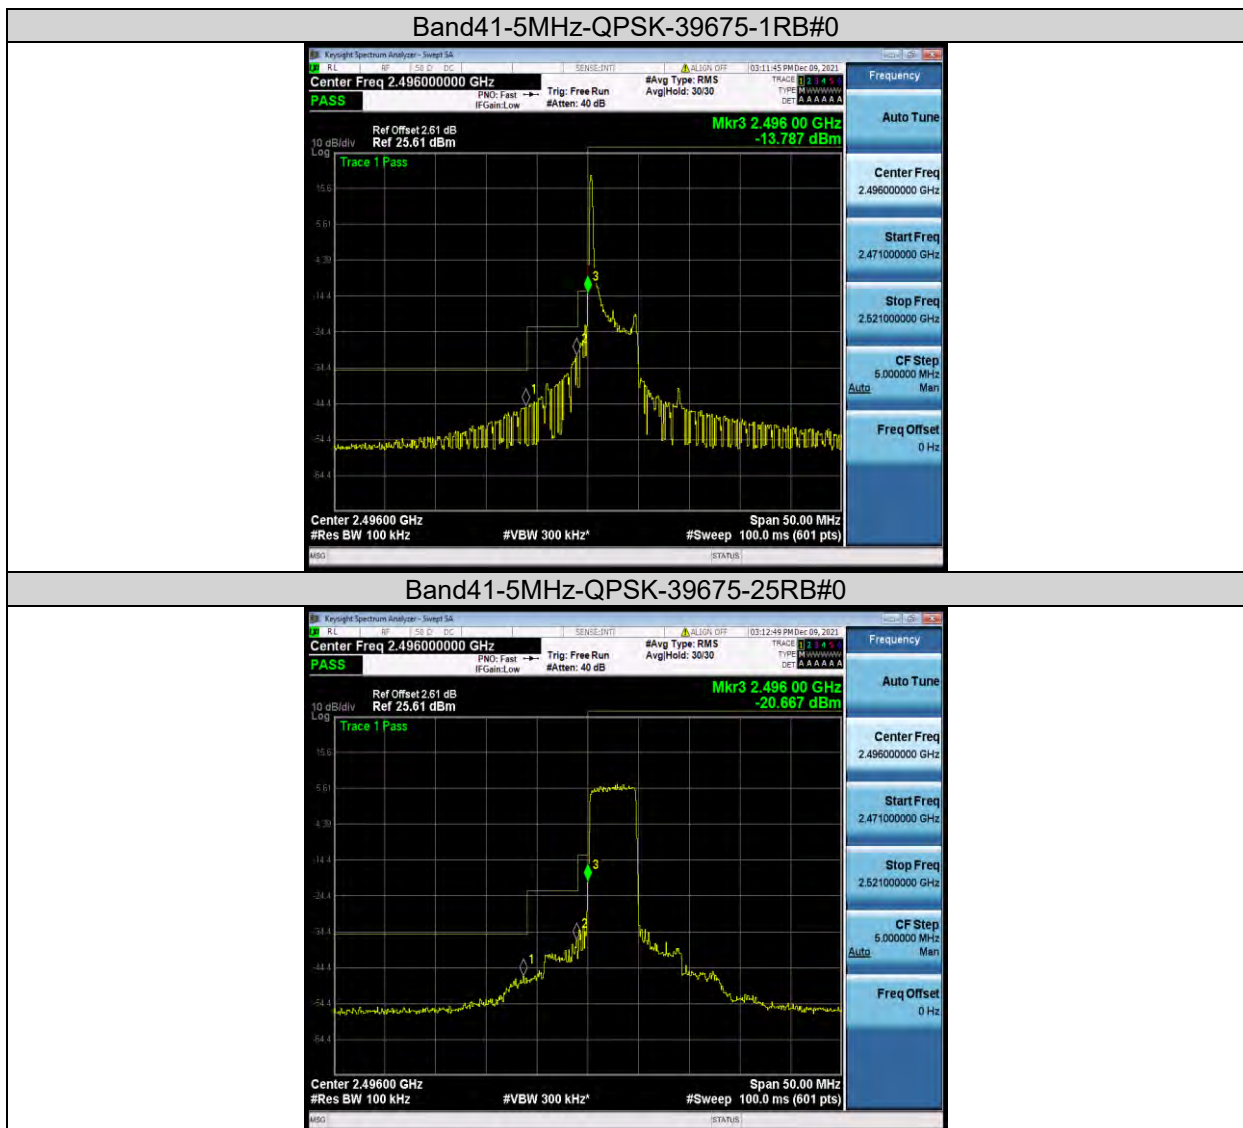 Band41-5MHz-QPSK-39675-1RB#0
Keysight Spectrum Analyzer - Swept SA
RL RF 50 Ω DC SENSE:INT ALIGN OFF 03:11:45 PM Dec 09, 2021
Center Freq 2.496000000 GHz #Avg Type: RMS TRACE 1 2 3 4 5 6
PASS PNO: Fast Trig: Free Run Avg|Hold: 30/30 TYPE M W W W W W
IFGain:Low #Atten: 40 dB DET A A A A A A
Frequency
Auto Tune
Mkr3 2.496 00 GHz
-13.787 dBm
Ref Offset 2.61 dB
10 dB/div Ref 25.61 dBm
Log
Trace 1 Pass
15.6
5.61
-4.39
-14.4
-24.4
-34.4
-44.4
-54.4
-64.4
3
2
1
Center Freq
2.496000000 GHz
Start Freq
2.471000000 GHz
Stop Freq
2.521000000 GHz
CF Step
5.000000 MHz
Auto Man
Freq Offset
0 Hz
Center 2.49600 GHz Span 50.00 MHz
#Res BW 100 kHz #VBW 300 kHz* #Sweep 100.0 ms (601 pts)
MSG STATUS
Band41-5MHz-QPSK-39675-25RB#0
Keysight Spectrum Analyzer - Swept SA
RL RF 50 Ω DC SENSE:INT ALIGN OFF 03:12:49 PM Dec 09, 2021
Center Freq 2.496000000 GHz #Avg Type: RMS TRACE 1 2 3 4 5 6
PASS PNO: Fast Trig: Free Run Avg|Hold: 30/30 TYPE M W W W W W
IFGain:Low #Atten: 40 dB DET A A A A A A
Frequency
Auto Tune
Mkr3 2.496 00 GHz
-20.667 dBm
Ref Offset 2.61 dB
10 dB/div Ref 25.61 dBm
Log
Trace 1 Pass
15.6
5.61
-4.39
-14.4
-24.4
-34.4
-44.4
-54.4
-64.4
3
2
1
Center Freq
2.496000000 GHz
Start Freq
2.471000000 GHz
Stop Freq
2.521000000 GHz
CF Step
5.000000 MHz
Auto Man
Freq Offset
0 Hz
Center 2.49600 GHz Span 50.00 MHz
#Res BW 100 kHz #VBW 300 kHz* #Sweep 100.0 ms (601 pts)
MSG STATUS